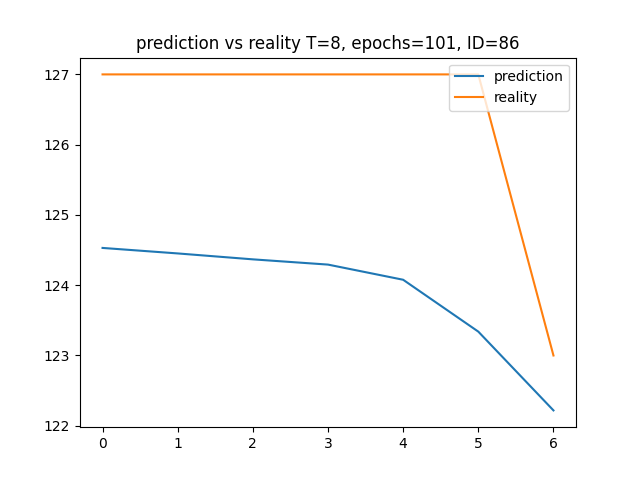 prediction vs reality T=8, epochs=101, ID=86
127
126
125
124
123
122
prediction
reality
0 1 2 3 4 5 6